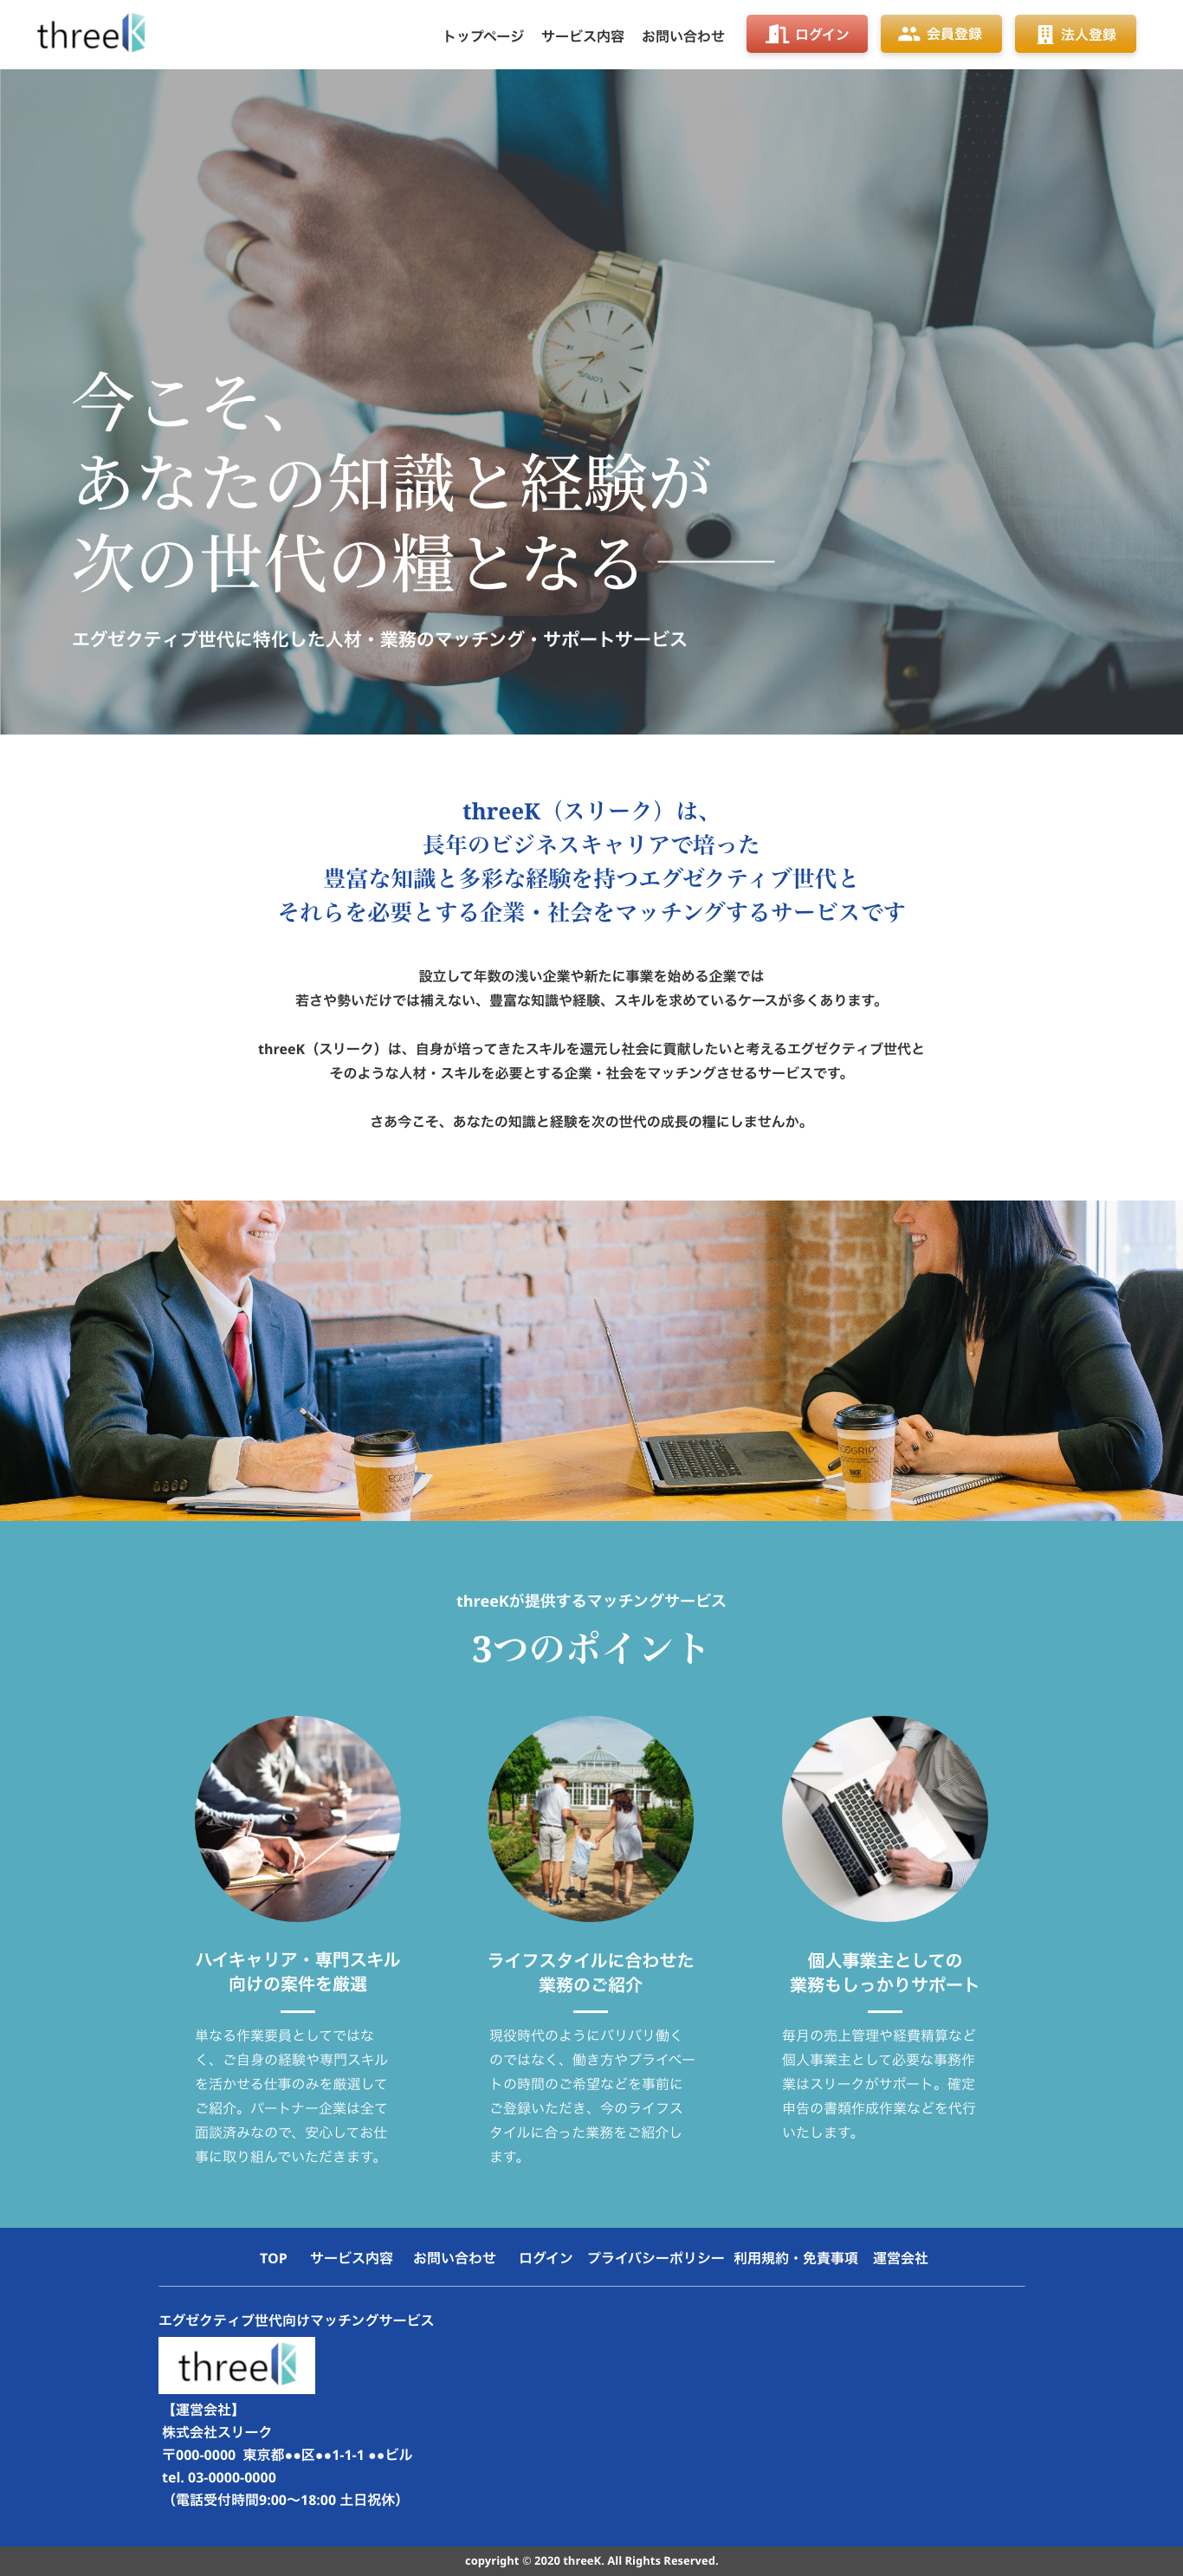 threeK
トップページ サービス内容 お問い合わせ ログイン 会員登録 法人登録
LOTUS
今こそ、
あなたの知識と経験が
次の世代の糧となる
エグゼクティブ世代に特化した人材・業務のマッチング・サポートサービス
threeK（スリーク）は、
長年のビジネスキャリアで培った
豊富な知識と多彩な経験を持つエグゼクティブ世代と
それらを必要とする企業・社会をマッチングするサービスです
設立して年数の浅い企業や新たに事業を始める企業では
若さや勢いだけでは補えない、豊富な知識や経験、スキルを求めているケースが多くあります。
threeK（スリーク）は、自身が培ってきたスキルを還元し社会に貢献したいと考えるエグゼクティブ世代と
そのような人材・スキルを必要とする企業・社会をマッチングさせるサービスです。
さあ今こそ、あなたの知識と経験を次の世代の成長の糧にしませんか。
threeKが提供するマッチングサービス
3つのポイント
ハイキャリア・専門スキル
向けの案件を厳選
単なる作業要員としてではな
く、ご自身の経験や専門スキル
を活かせる仕事のみを厳選して
ご紹介。パートナー企業は全て
面談済みなので、安心してお仕
事に取り組んでいただきます。
ライフスタイルに合わせた
業務のご紹介
現役時代のようにバリバリ働く
のではなく、働き方やプライベー
トの時間のご希望などを事前に
ご登録いただき、今のライフス
タイルに合った業務をご紹介し
ます。
個人事業主としての
業務もしっかりサポート
毎月の売上管理や経費精算など
個人事業主として必要な事務作
業はスリークがサポート。確定
申告の書類作成作業などを代行
いたします。
TOP サービス内容 お問い合わせ ログイン プライバシーポリシー 利用規約・免責事項 運営会社
エグゼクティブ世代向けマッチングサービス
threeK
【運営会社】
株式会社スリーク
〒000-0000 東京都●●区●●1-1-1 ●●ビル
tel. 03-0000-0000
（電話受付時間9:00〜18:00 土日祝休）
copyright © 2020 threeK. All Rights Reserved.